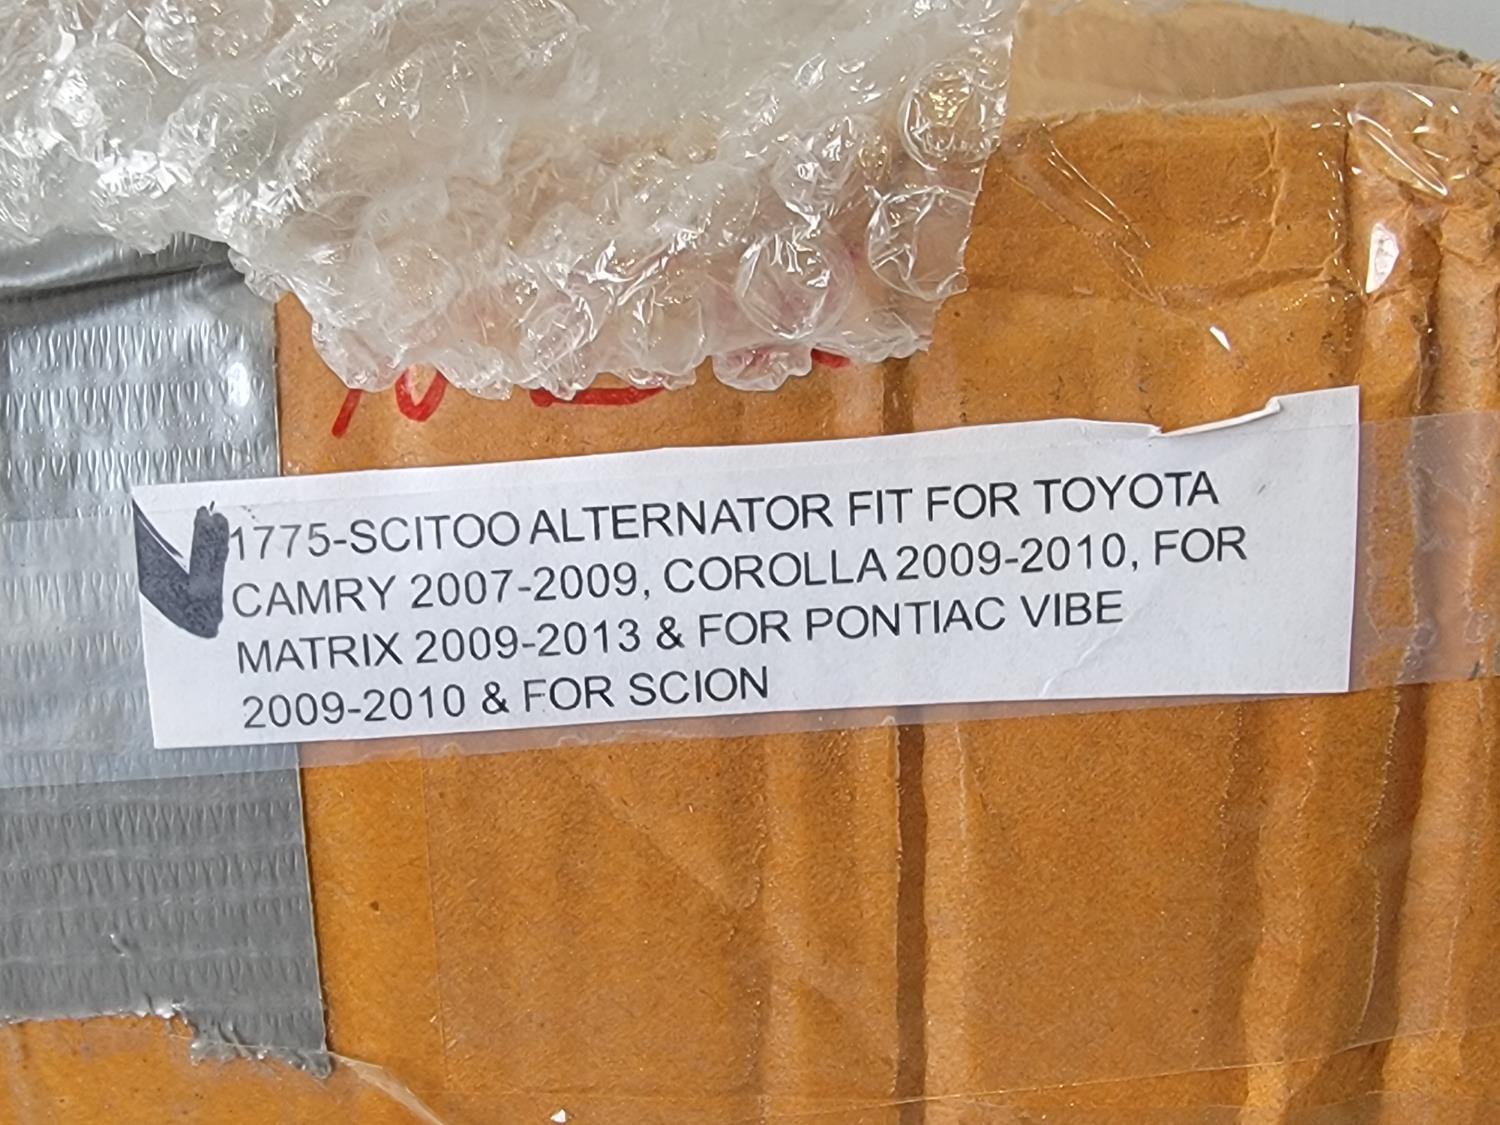 1775-SCITOO ALTERNATOR FIT FOR TOYOTA
CAMRY 2007-2009, COROLLA 2009-2010, FOR
MATRIX 2009-2013 & FOR PONTIAC VIBE
2009-2010 & FOR SCION